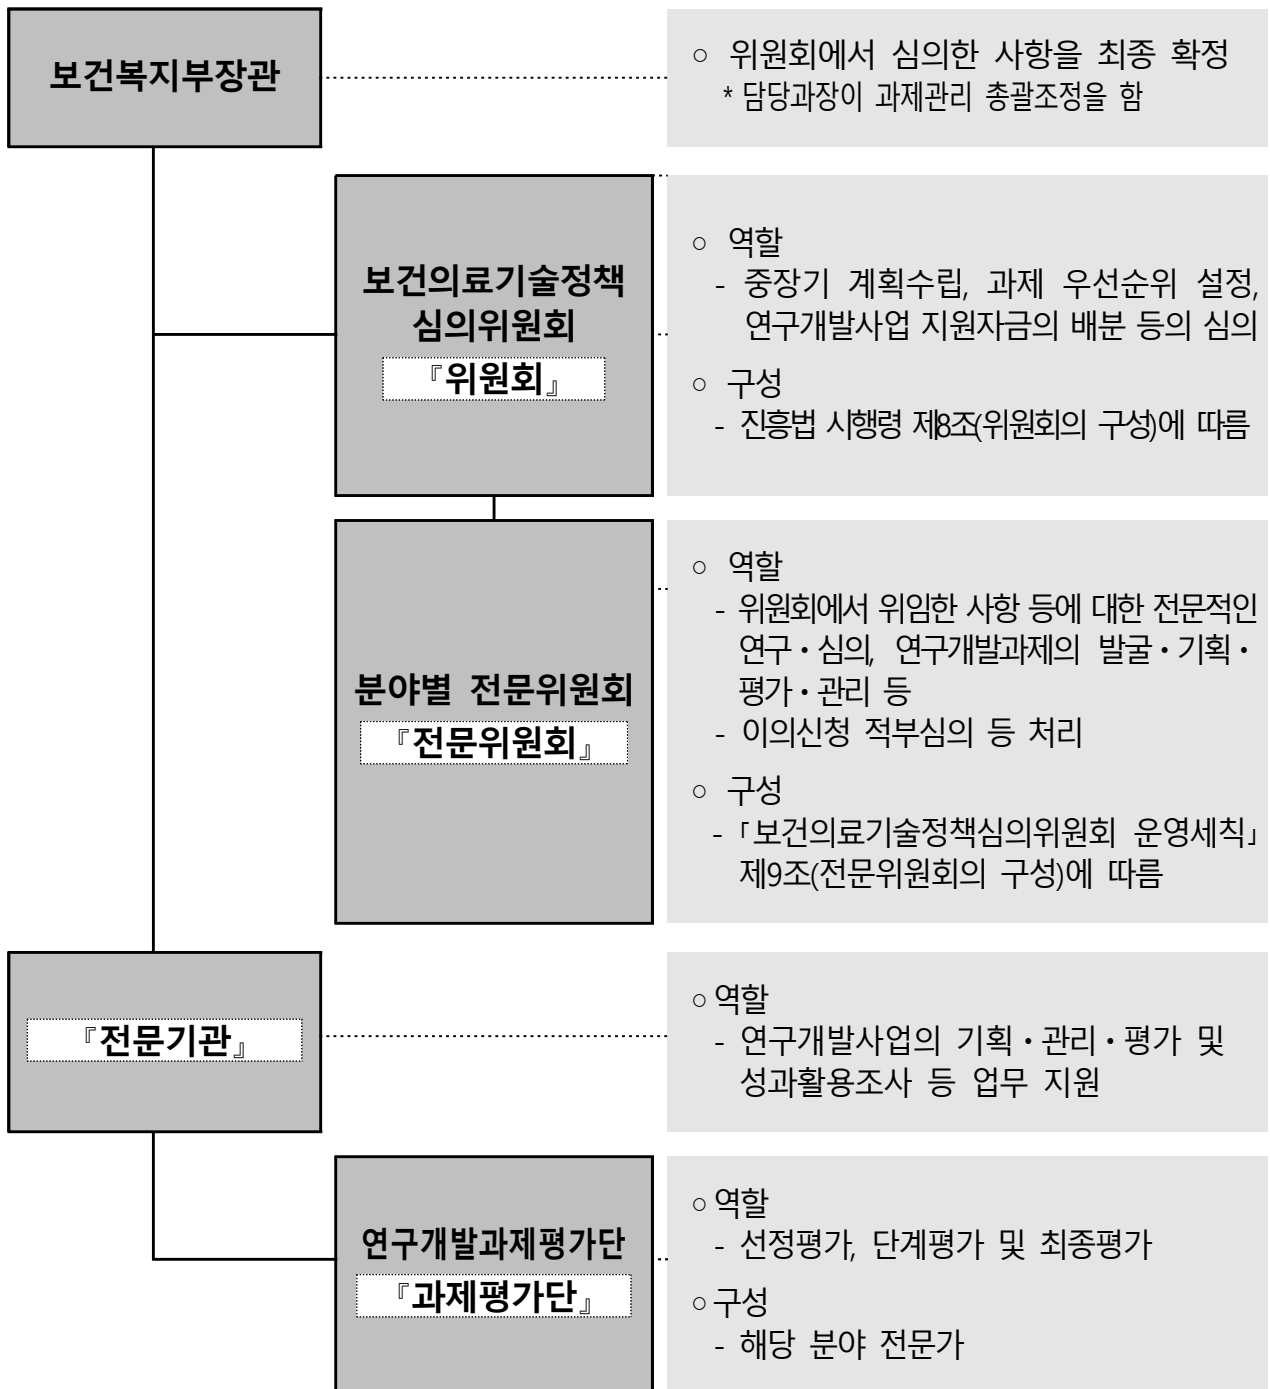 보건복지부장관
○ 위원회에서 심의한 사항을 최종 확정
* 담당과장이 과제관리 총괄조정을 함
보건의료기술정책
심의위원회
『위원회』
○ 역할
- 중장기 계획수립, 과제 우선순위 설정,
연구개발사업 지원자금의 배분 등의 심의
○ 구성
- 진흥법 시행령 제8조(위원회의 구성)에 따름
분야별 전문위원회
『전문위원회』
○ 역할
- 위원회에서 위임한 사항 등에 대한 전문적인
연구・심의, 연구개발과제의 발굴・기획・
평가・관리 등
- 이의신청 적부심의 등 처리
○ 구성
-「보건의료기술정책심의위원회 운영세칙」
제9조(전문위원회의 구성)에 따름
『전문기관』
○ 역할
- 연구개발사업의 기획・관리・평가 및
성과활용조사 등 업무 지원
연구개발과제평가단
『과제평가단』
○ 역할
- 선정평가, 단계평가 및 최종평가
○ 구성
- 해당 분야 전문가